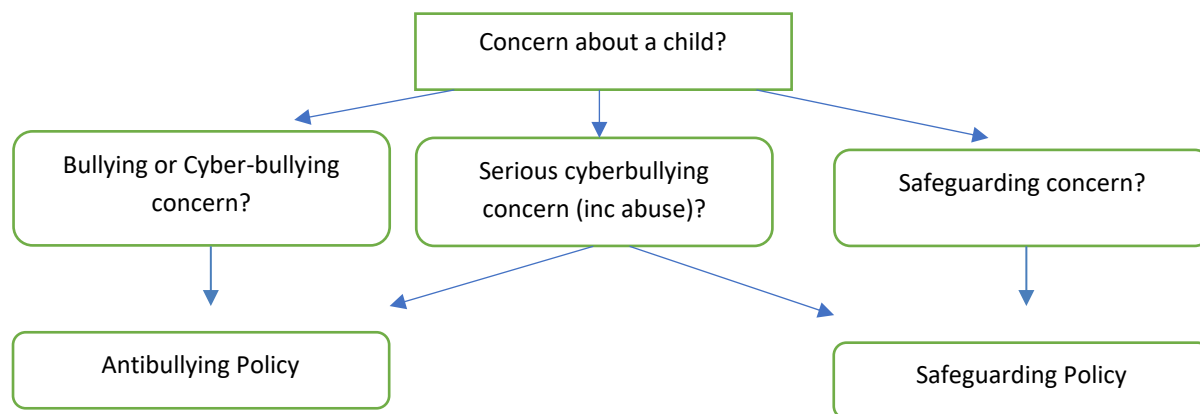 Concern about a child?
Bullying or Cyber-bullying
concern?
Serious cyberbullying
concern (inc abuse)?
Safeguarding concern?
Antibullying Policy
Safeguarding Policy